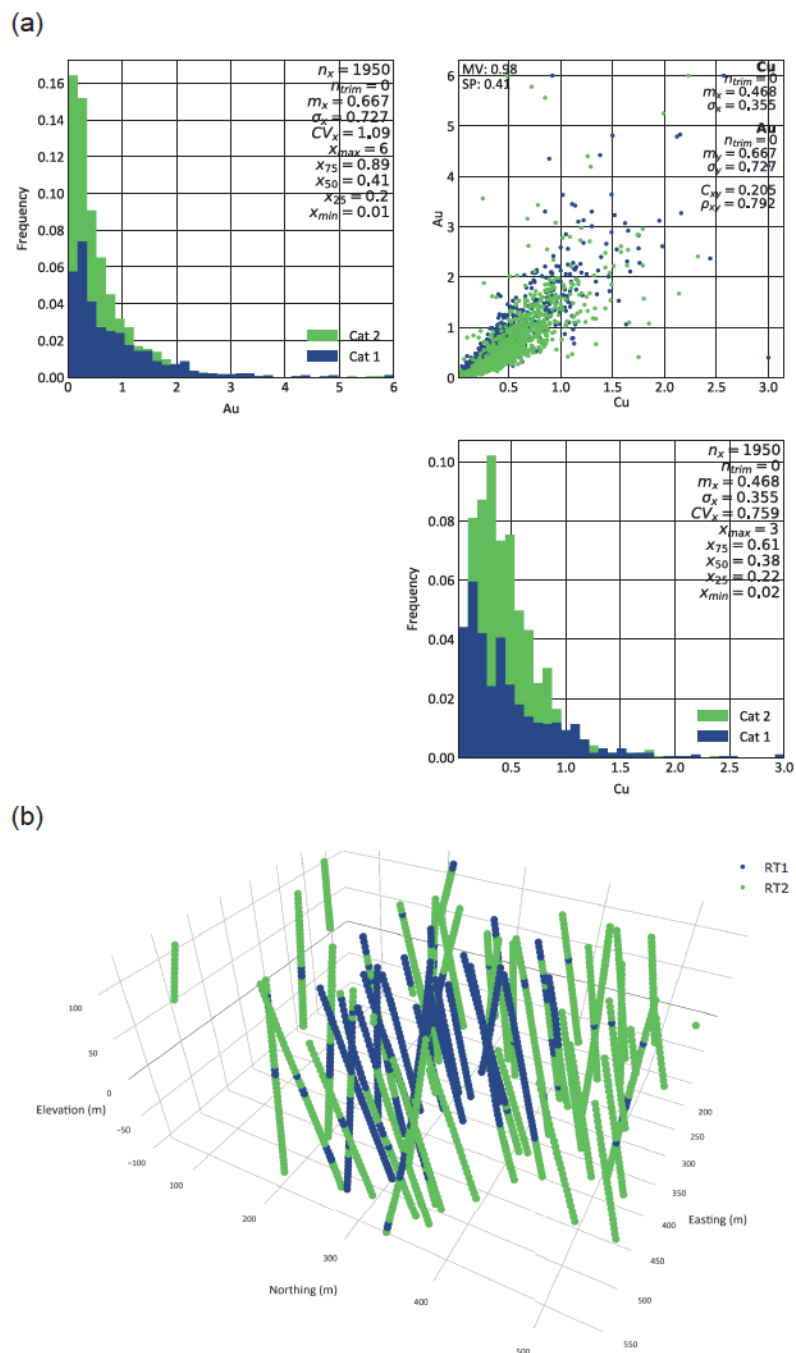 (a)
n_x = 1950
n_trim = 0
m_x = 0.667
σ_x = 0.727
CV_x = 1.09
x_max = 6
x_75 = 0.89
x_50 = 0.41
x_25 = 0.2
x_min = 0.01
0.16
0.14
0.12
0.10
0.08
0.06
0.04
0.02
0.00
Frequency
Cat 2
Cat 1
0 1 2 3 4 5 6
Au
MV: 0.98
SP: 0.41
Cu
n_trim = 0
m_x = 0.468
σ_x = 0.355
Au
n_trim = 0
m_y = 0.667
σ_y = 0.727
C_xy = 0.205
ρ_xy = 0.792
6
5
4
3
2
1
0
Au
0.5 1.0 1.5 2.0 2.5 3.0
Cu
n_x = 1950
n_trim = 0
m_x = 0.468
σ_x = 0.355
CV_x = 0.759
x_max = 3
x_75 = 0.61
x_50 = 0.38
x_25 = 0.22
x_min = 0.02
0.10
0.08
0.06
0.04
0.02
0.00
Frequency
Cat 2
Cat 1
0.5 1.0 1.5 2.0 2.5 3.0
Cu
(b)
RT1
RT2
100
50
0
−50
−100
Elevation (m)
100
200
300
400
500
Northing (m)
200
250
300
350
400
450
500
550
Easting (m)